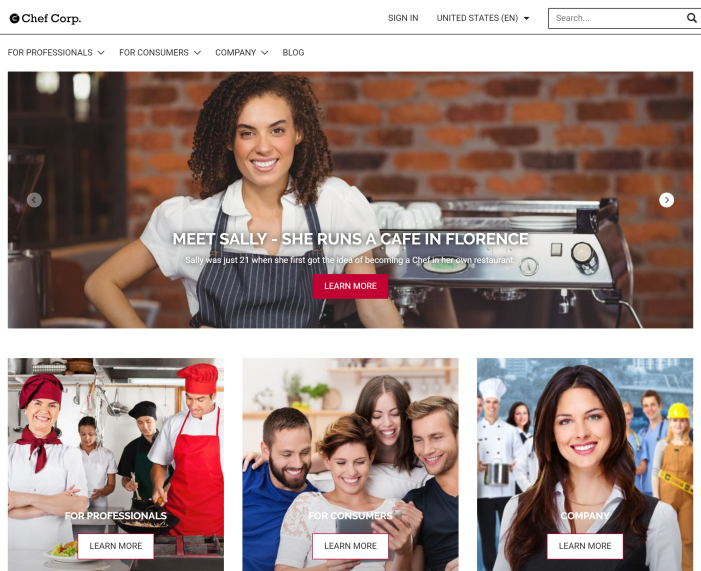 Chef Corp.
SIGN IN
UNITED STATES (EN)
Search...
FOR PROFESSIONALS
FOR CONSUMERS
COMPANY
BLOG
MEET SALLY - SHE RUNS A CAFE IN FLORENCE
Sally was just 21 when she first got the idea of becoming a Chef in her own restaurant.
LEARN MORE
FOR PROFESSIONALS
LEARN MORE
FOR CONSUMERS
LEARN MORE
COMPANY
LEARN MORE